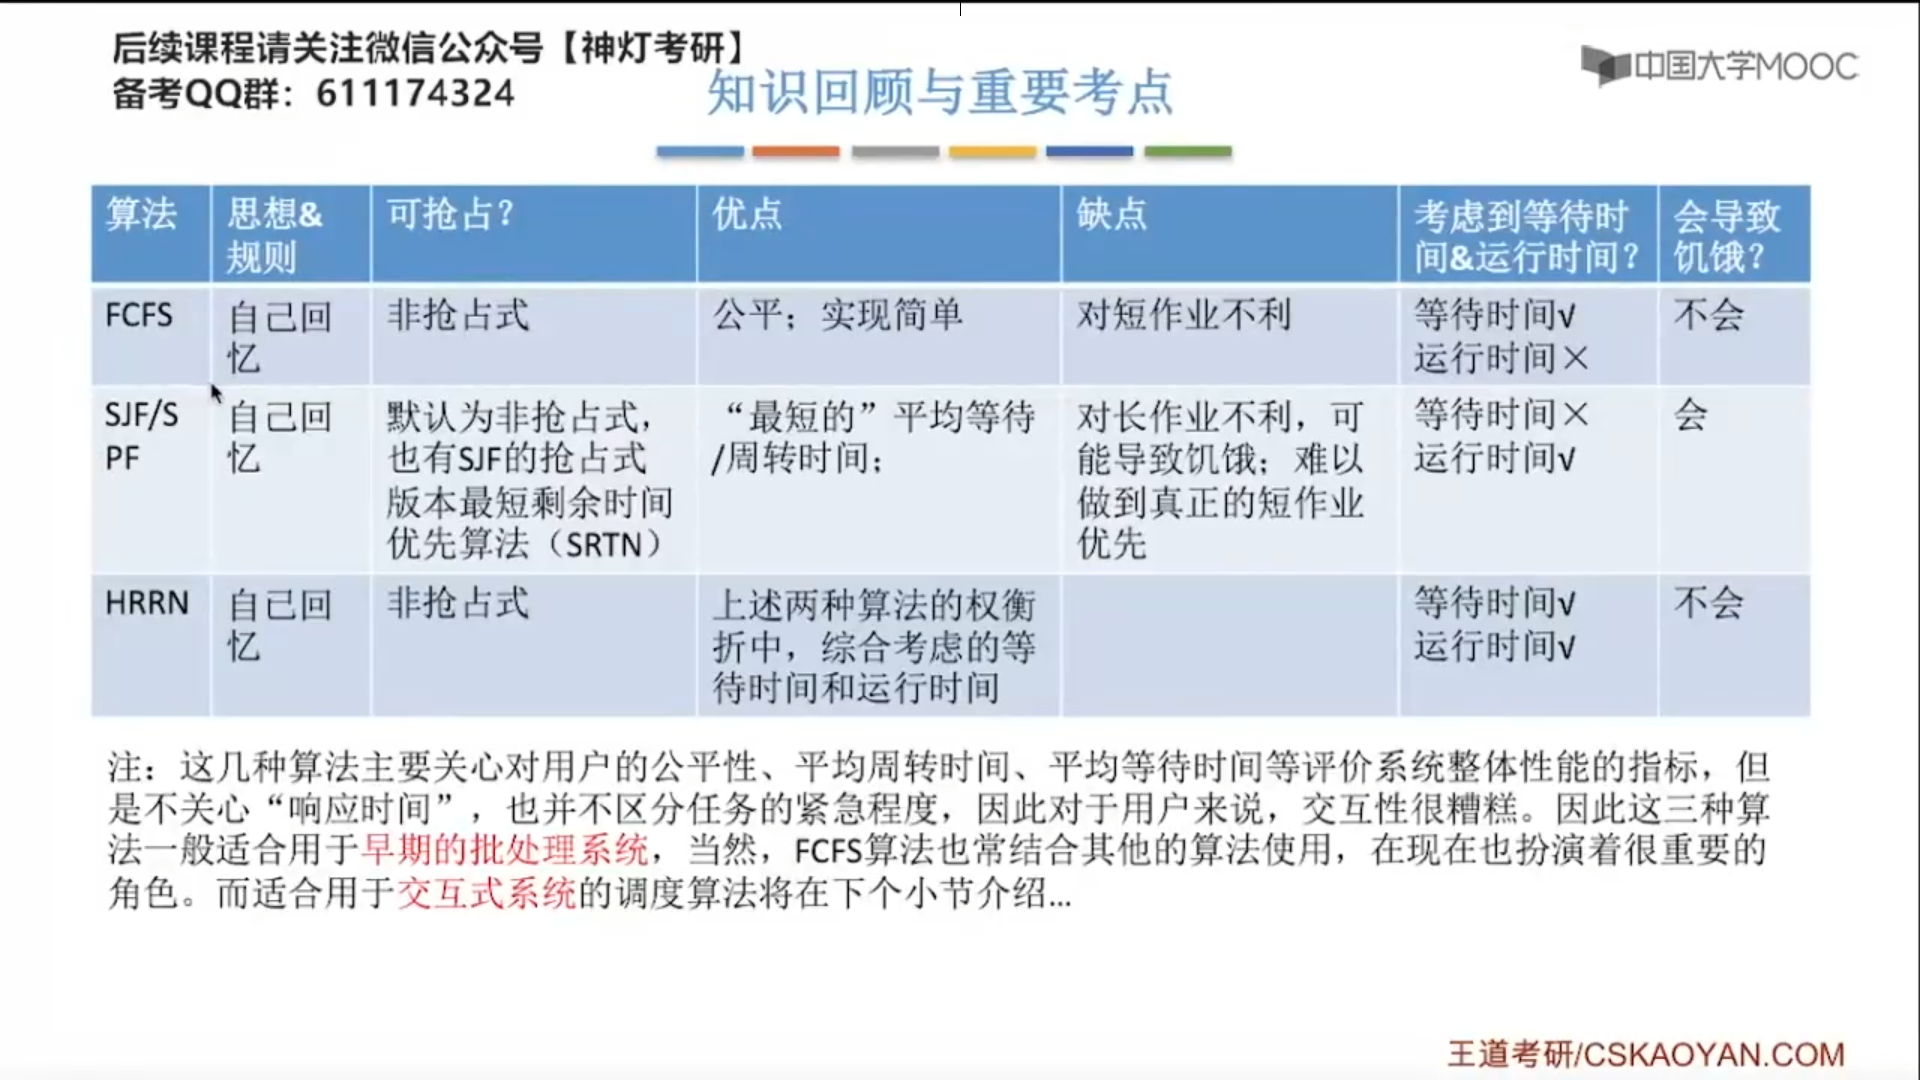 后续课程请关注微信公众号【神灯考研】
备考QQ群：611174324
中国大学MOOC
知识回顾与重要考点
算法
思想&
规则
可抢占？
优点
缺点
考虑到等待时
间&运行时间？
会导致
饥饿？
FCFS
自己回
忆
非抢占式
公平；实现简单
对短作业不利
等待时间√
运行时间×
不会
SJF/S
PF
自己回
忆
默认为非抢占式，
也有SJF的抢占式
版本最短剩余时间
优先算法（SRTN）
“最短的”平均等待
/周转时间；
对长作业不利，可
能导致饥饿；难以
做到真正的短作业
优先
等待时间×
运行时间√
会
HRRN
自己回
忆
非抢占式
上述两种算法的权衡
折中，综合考虑的等
待时间和运行时间
等待时间√
运行时间√
不会
注：这几种算法主要关心对用户的公平性、平均周转时间、平均等待时间等评价系统整体性能的指标，但
是不关心“响应时间”，也并不区分任务的紧急程度，因此对于用户来说，交互性很糟糕。因此这三种算
法一般适合用于早期的批处理系统，当然，FCFS算法也常结合其他的算法使用，在现在也扮演着很重要的
角色。而适合用于交互式系统的调度算法将在下个小节介绍...
王道考研/CSKAOYAN.COM